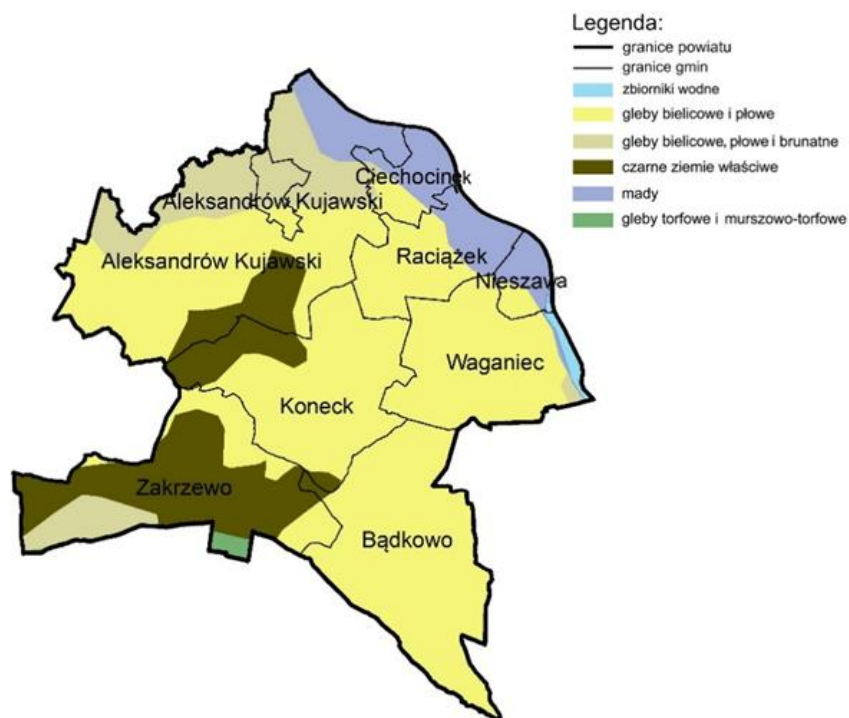 Legenda:
granice powiatu
granice gmin
zbiorniki wodne
gleby bielicowe i płowe
gleby bielicowe, płowe i brunatne
czarne ziemie właściwe
mady
gleby torfowe i murszowo-torfowe
Ciechocinek
Aleksandrów Kujawski
Aleksandrów Kujawski
Raciążek
Nieszawa
Waganiec
Koneck
Zakrzewo
Bądkowo